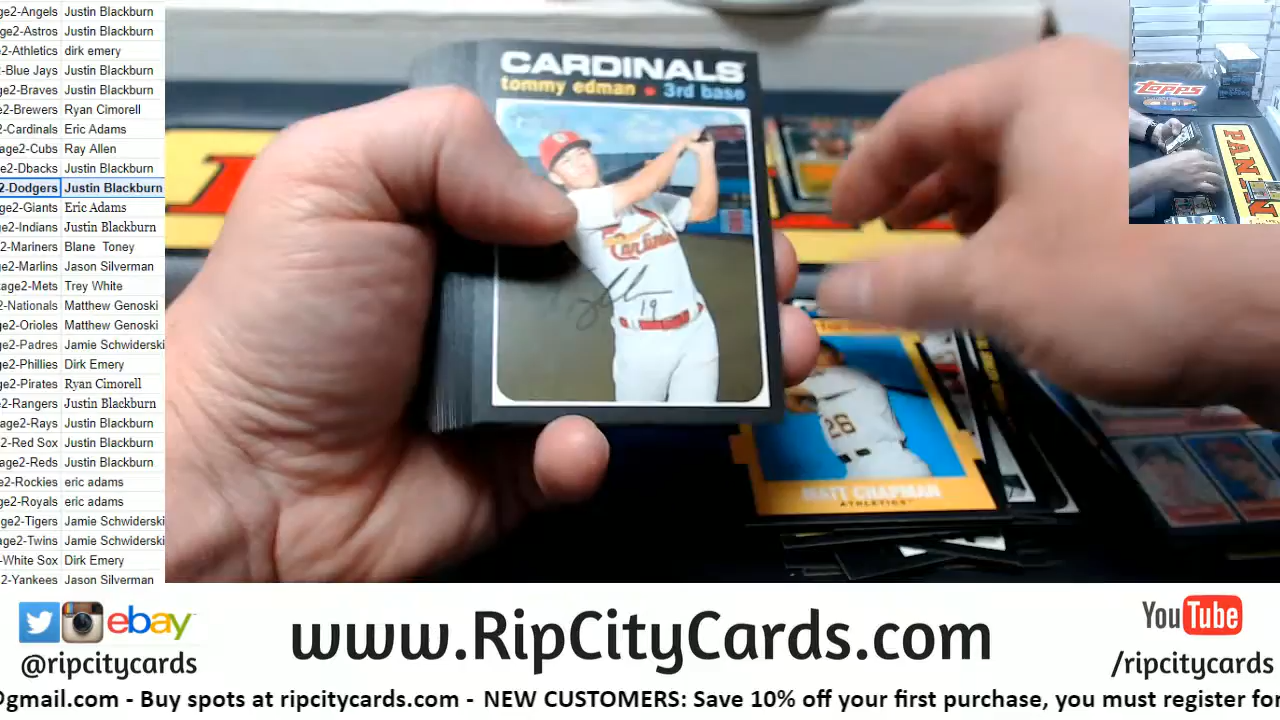 ge2-Angels Justin Blackburn
ge2-Astros Justin Blackburn
e2-Athletics dirk emery
2-Blue Jays Justin Blackburn
e2-Braves Justin Blackburn
e2-Brewers Ryan Cimorell
2-Cardinals Eric Adams
age2-Cubs Ray Allen
ge2-Dbacks Justin Blackburn
2-Dodgers Justin Blackburn
ge2-Giants Eric Adams
ge2-Indians Justin Blackburn
2-Mariners Blane Toney
e2-Marlins Jason Silverman
tage2-Mets Trey White
2-Nationals Matthew Genoski
e2-Orioles Matthew Genoski
e2-Padres Jamie Schwiderski
e2-Phillies Dirk Emery
ge2-Pirates Ryan Cimorell
e2-Rangers Justin Blackburn
age2-Rays Justin Blackburn
e2-Red Sox Justin Blackburn
age2-Reds Justin Blackburn
e2-Rockies eric adams
e2-Royals eric adams
ge2-Tigers Jamie Schwiderski
age2-Twins Jamie Schwiderski
-White Sox Dirk Emery
2-Yankees Jason Silverman
CARDINALS
tommy edman • 3rd base
Cardinals
19
26
MATT CHAPMAN
ATHLETICS
Topps
PANINI
ebay
@ripcitycards
www.RipCityCards.com
YouTube
/ripcitycards
@gmail.com - Buy spots at ripcitycards.com - NEW CUSTOMERS: Save 10% off your first purchase, you must register for